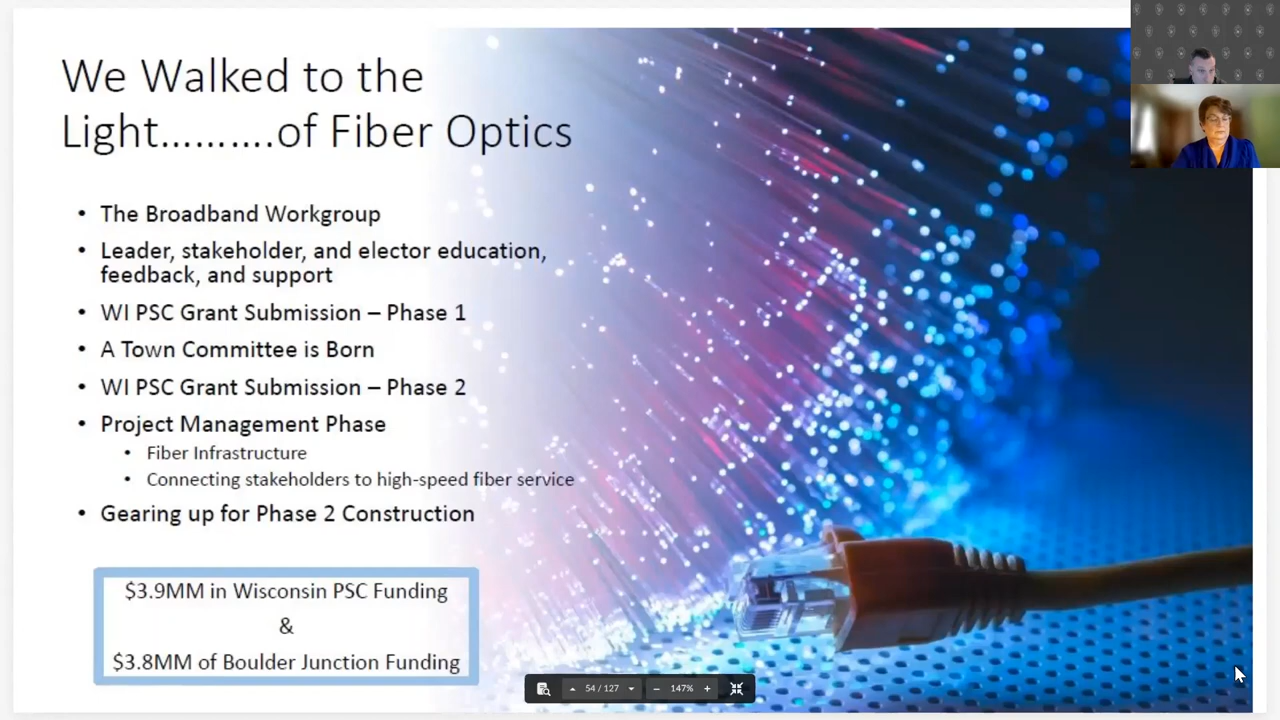 We Walked to the
Light..........of Fiber Optics
• The Broadband Workgroup
• Leader, stakeholder, and elector education,
feedback, and support
• WI PSC Grant Submission – Phase 1
• A Town Committee is Born
• WI PSC Grant Submission – Phase 2
• Project Management Phase
• Fiber Infrastructure
• Connecting stakeholders to high-speed fiber service
• Gearing up for Phase 2 Construction
$3.9MM in Wisconsin PSC Funding
&
$3.8MM of Boulder Junction Funding
54 / 127
147%